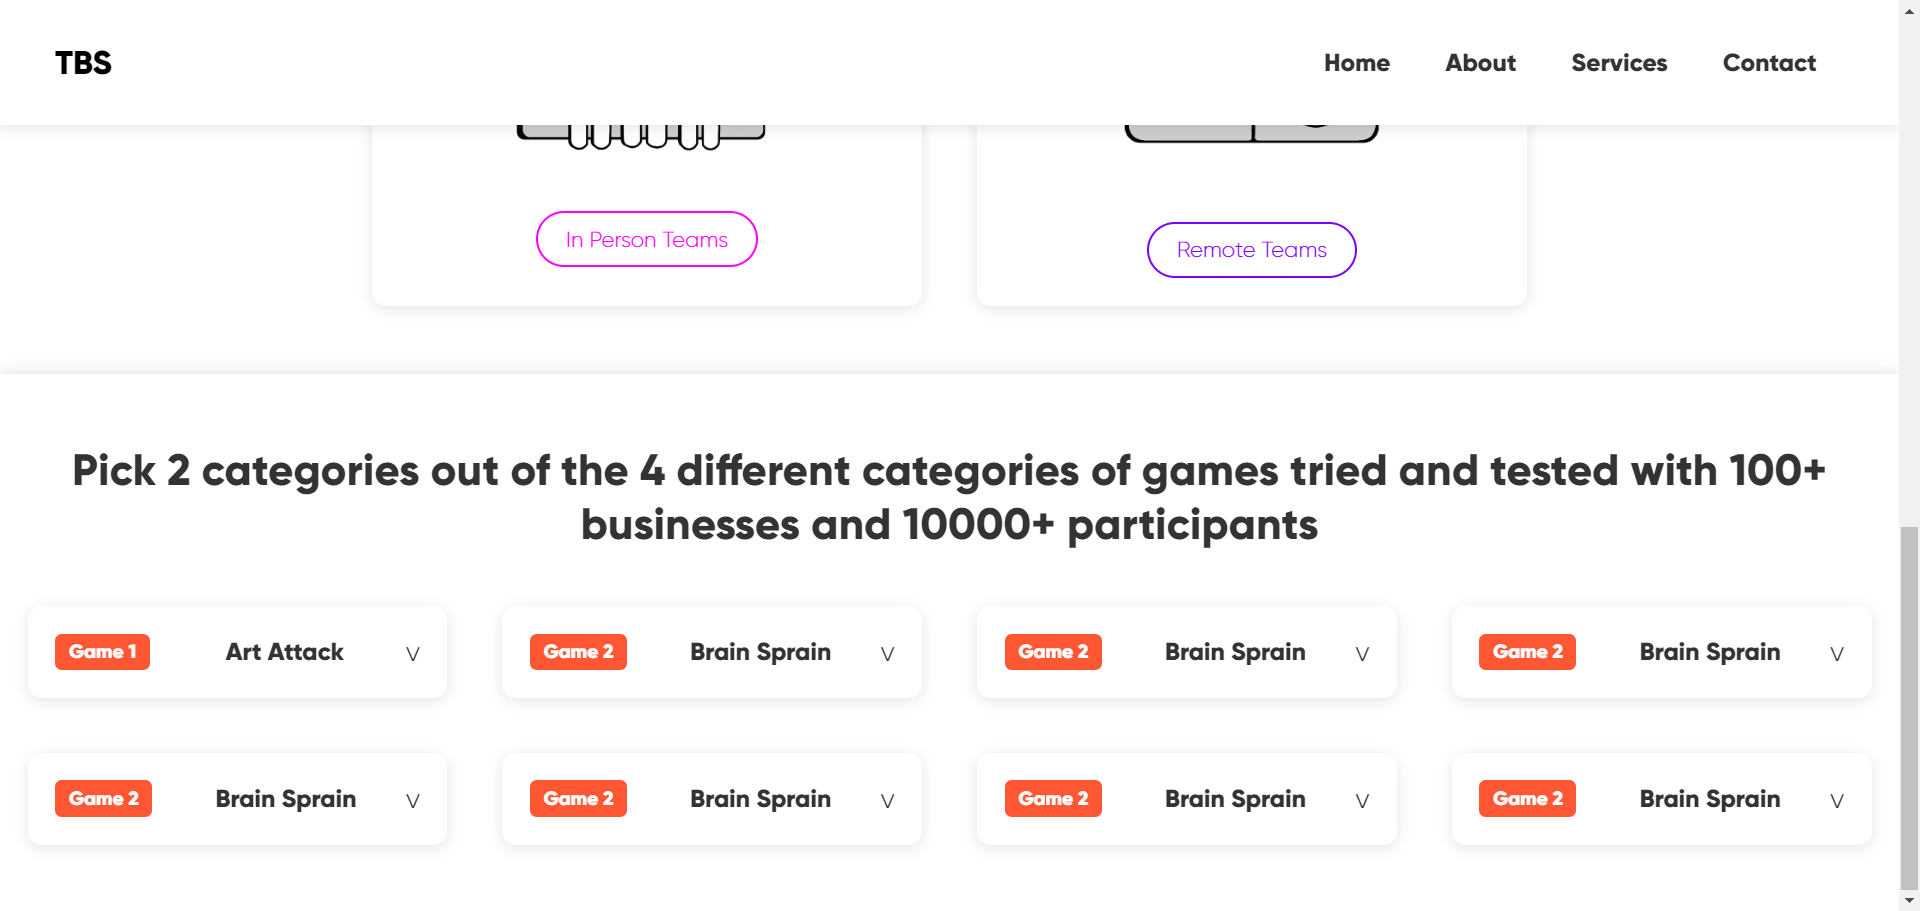 TBS
Home
About
Services
Contact
In Person Teams
Remote Teams
Pick 2 categories out of the 4 different categories of games tried and tested with 100+
businesses and 10000+ participants
Game 1 Art Attack V
Game 2 Brain Sprain V
Game 2 Brain Sprain V
Game 2 Brain Sprain V
Game 2 Brain Sprain V
Game 2 Brain Sprain V
Game 2 Brain Sprain V
Game 2 Brain Sprain V